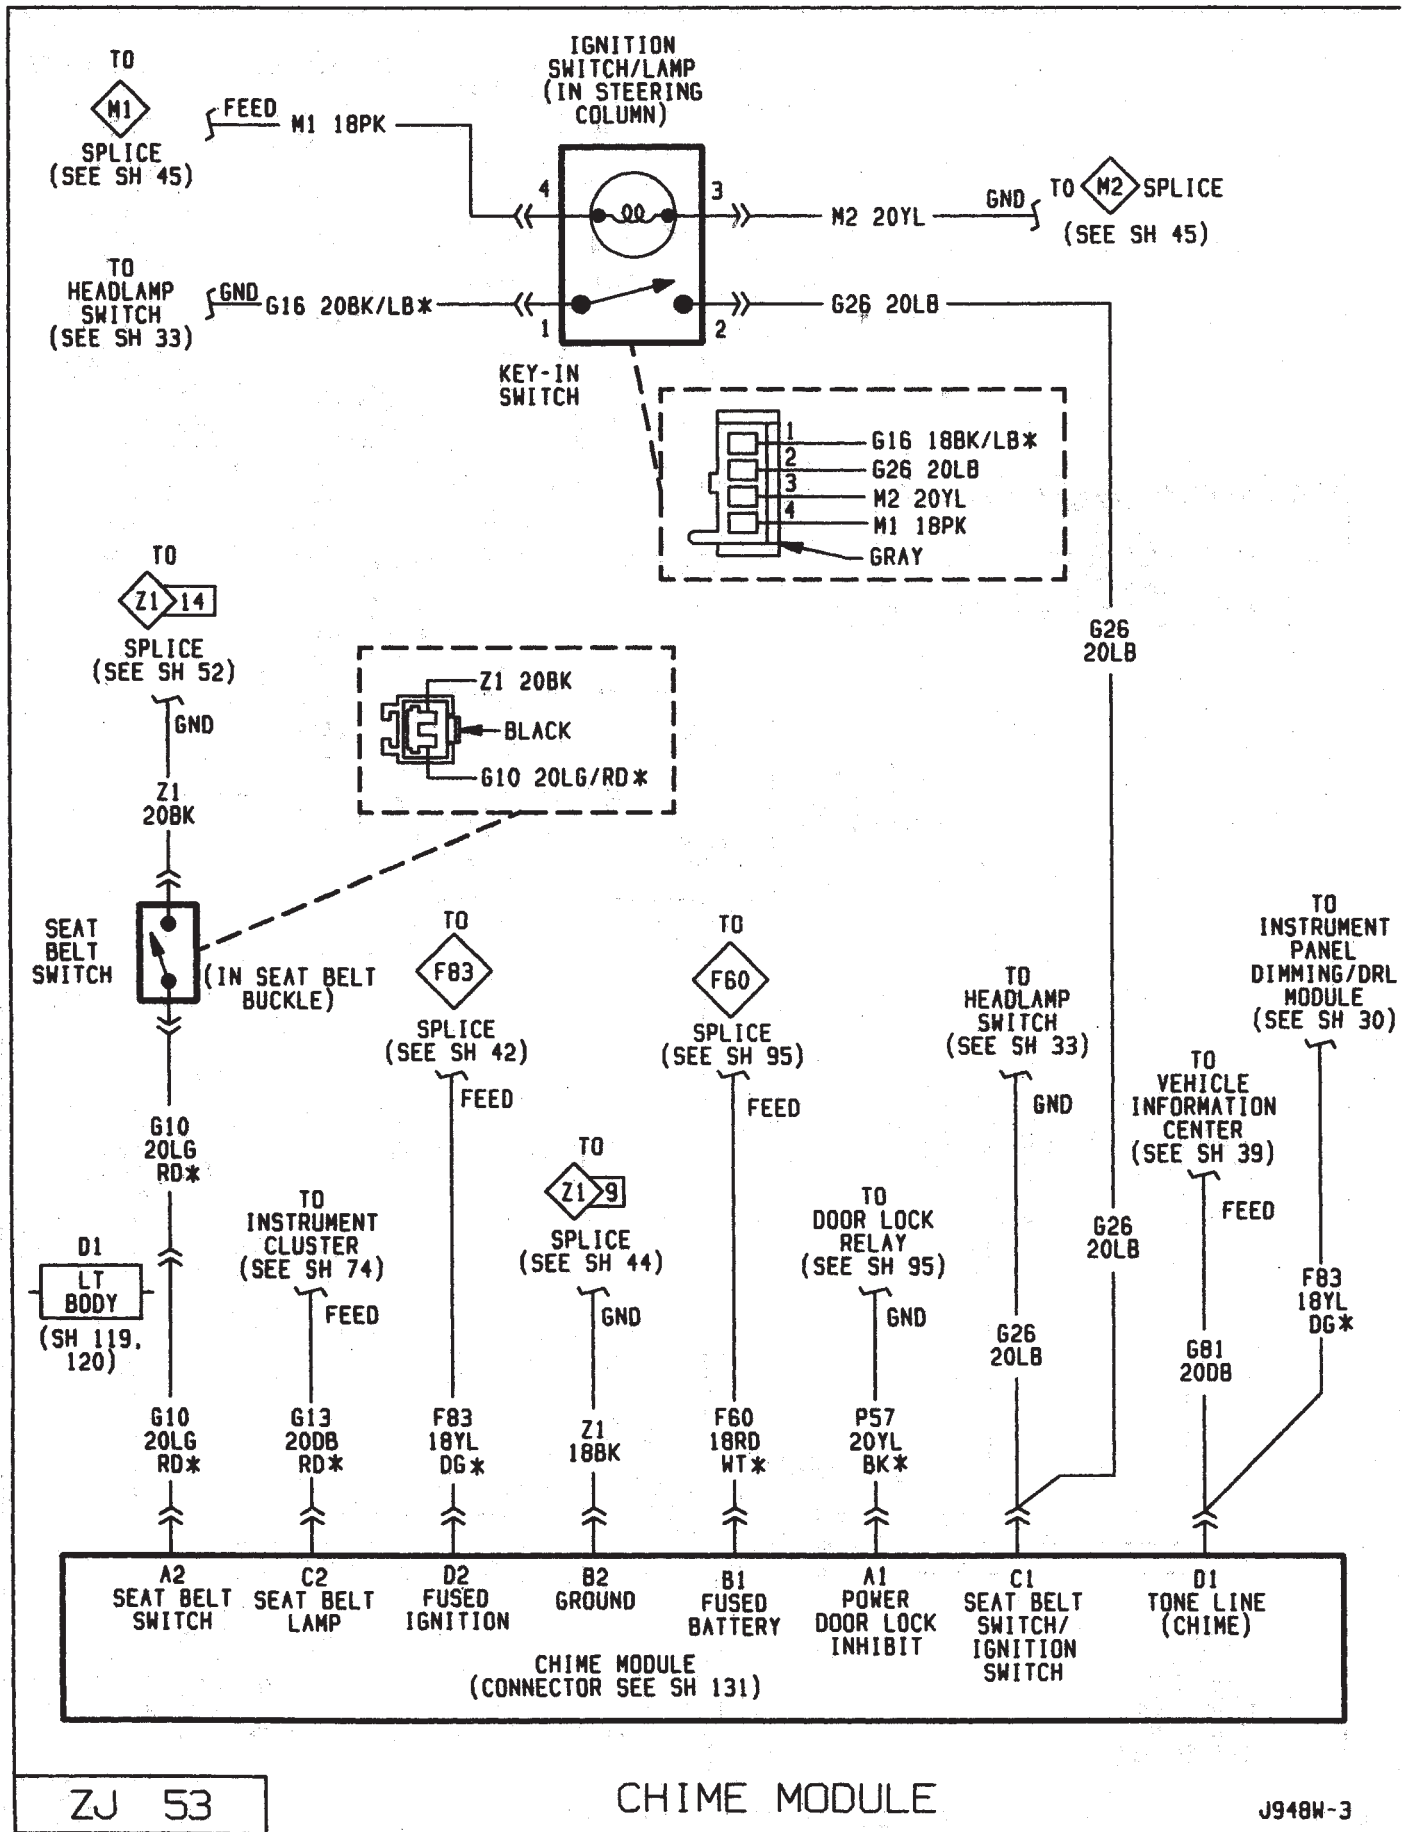 TO
M1
SPLICE
(SEE SH 45)
FEED
M1 18PK
IGNITION
SWITCH/LAMP
(IN STEERING
COLUMN)
4
3
M2 20YL
GND
TO M2 SPLICE
(SEE SH 45)
TO
HEADLAMP
SWITCH
(SEE SH 33)
GND
G16 20BK/LB*
1
2
G26 20LB
KEY-IN
SWITCH
1
G16 18BK/LB*
2
G26 20LB
3
M2 20YL
4
M1 18PK
GRAY
G26
20LB
TO
Z1 14
SPLICE
(SEE SH 52)
GND
Z1
20BK
Z1 20BK
BLACK
G10 20LG/RD*
SEAT
BELT
SWITCH
(IN SEAT BELT
BUCKLE)
G10
20LG
RD*
D1
LT
BODY
(SH 119,
120)
G10
20LG
RD*
TO
INSTRUMENT
CLUSTER
(SEE SH 74)
FEED
G13
20DB
RD*
TO
F83
SPLICE
(SEE SH 42)
FEED
F83
18YL
DG*
TO
Z1 9
SPLICE
(SEE SH 44)
GND
Z1
18BK
TO
F60
SPLICE
(SEE SH 95)
FEED
F60
18RD
WT*
TO
DOOR LOCK
RELAY
(SEE SH 95)
GND
P57
20YL
BK*
TO
HEADLAMP
SWITCH
(SEE SH 33)
GND
G26
20LB
G26
20LB
TO
VEHICLE
INFORMATION
CENTER
(SEE SH 39)
FEED
G81
20DB
TO
INSTRUMENT
PANEL
DIMMING/DRL
MODULE
(SEE SH 30)
F83
18YL
DG*
A2
SEAT BELT
SWITCH
C2
SEAT BELT
LAMP
D2
FUSED
IGNITION
B2
GROUND
B1
FUSED
BATTERY
A1
POWER
DOOR LOCK
INHIBIT
C1
SEAT BELT
SWITCH/
IGNITION
SWITCH
D1
TONE LINE
(CHIME)
CHIME MODULE
(CONNECTOR SEE SH 131)
ZJ 53
CHIME MODULE
J948W-3